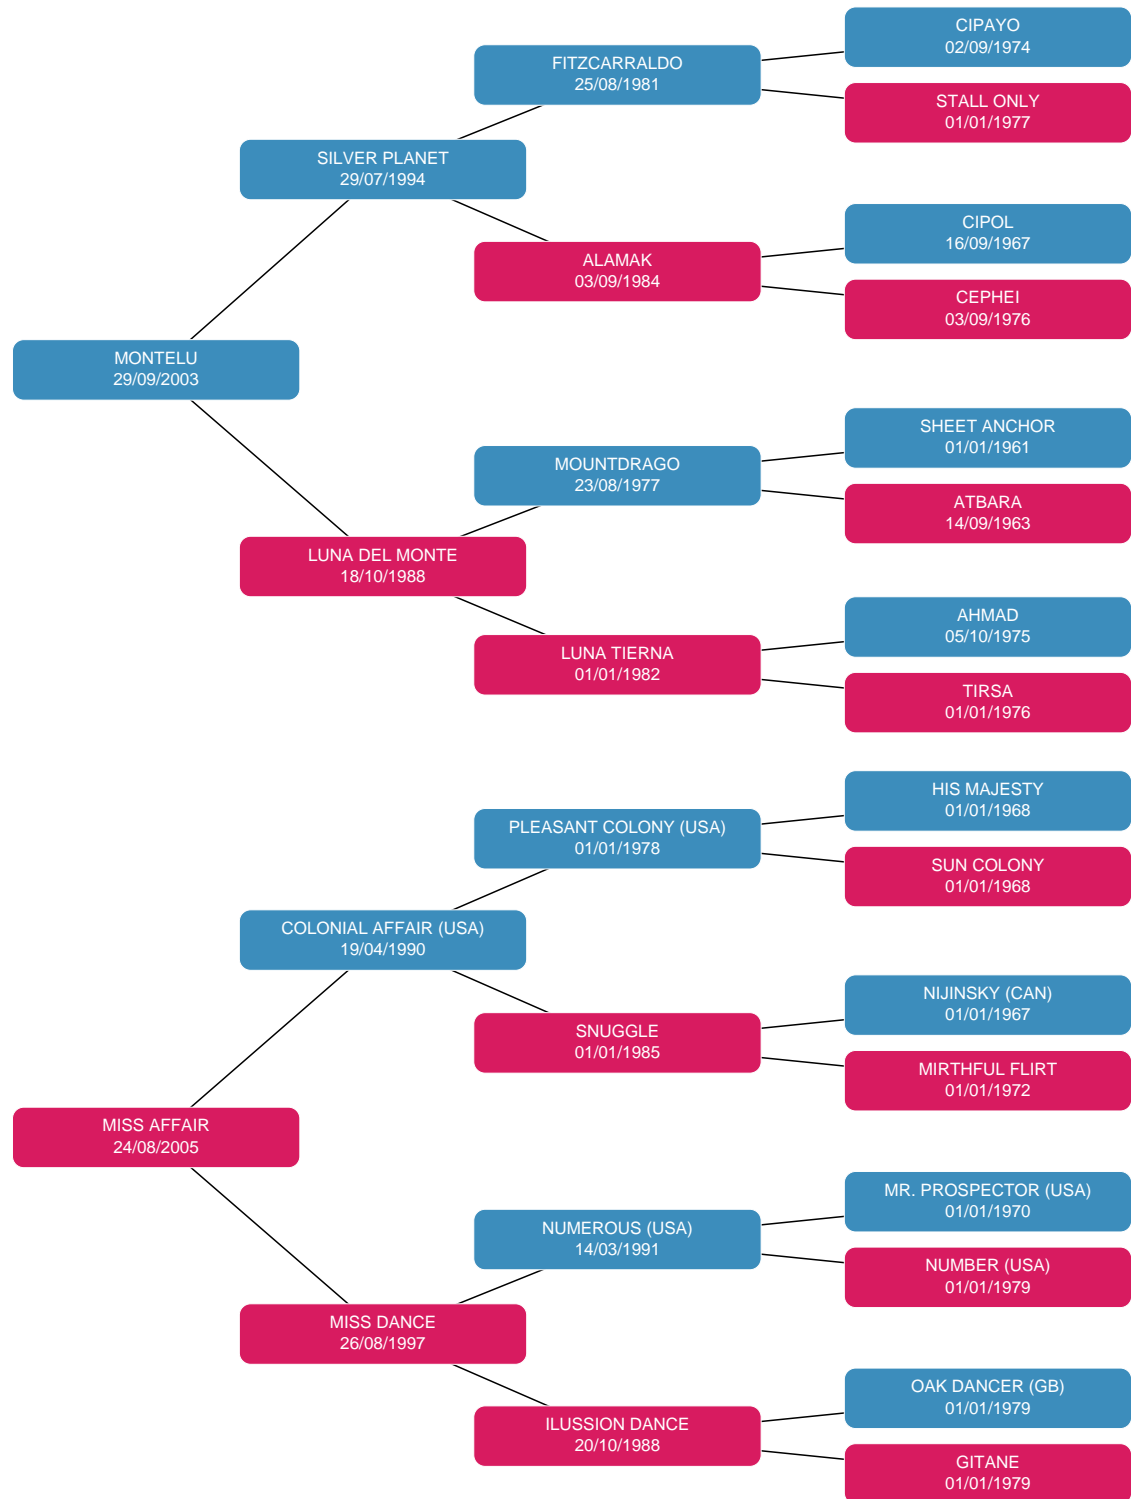 CIPAYO
02/09/1974
FITZCARRALDO
25/08/1981
STALL ONLY
01/01/1977
SILVER PLANET
29/07/1994
CIPOL
16/09/1967
ALAMAK
03/09/1984
CEPHEI
03/09/1976
MONTELU
29/09/2003
SHEET ANCHOR
01/01/1961
MOUNTDRAGO
23/08/1977
ATBARA
14/09/1963
LUNA DEL MONTE
18/10/1988
AHMAD
05/10/1975
LUNA TIERNA
01/01/1982
TIRSA
01/01/1976
HIS MAJESTY
01/01/1968
PLEASANT COLONY (USA)
01/01/1978
SUN COLONY
01/01/1968
COLONIAL AFFAIR (USA)
19/04/1990
NIJINSKY (CAN)
01/01/1967
SNUGGLE
01/01/1985
MIRTHFUL FLIRT
01/01/1972
MISS AFFAIR
24/08/2005
MR. PROSPECTOR (USA)
01/01/1970
NUMEROUS (USA)
14/03/1991
NUMBER (USA)
01/01/1979
MISS DANCE
26/08/1997
OAK DANCER (GB)
01/01/1979
ILUSSION DANCE
20/10/1988
GITANE
01/01/1979